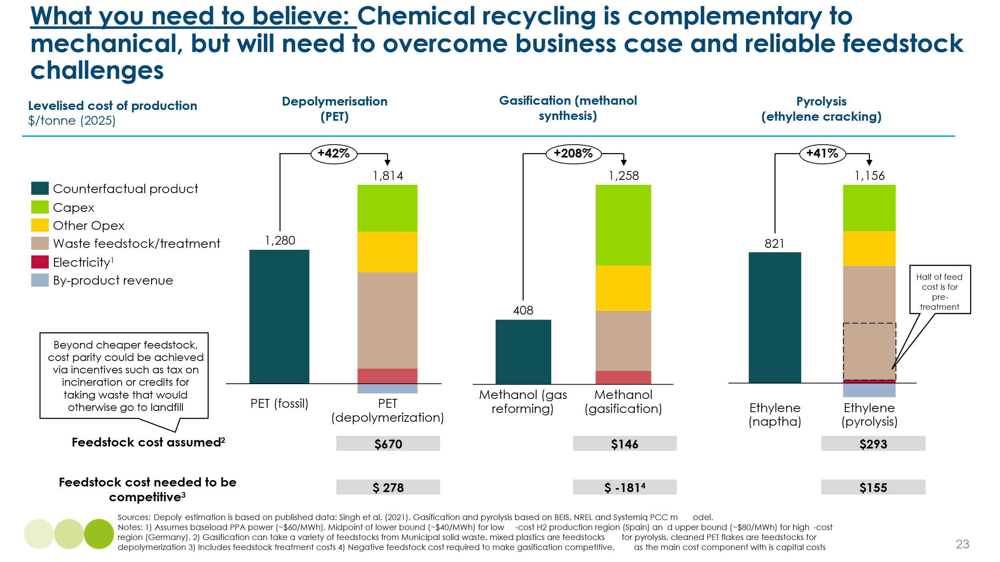 What you need to believe: Chemical recycling is complementary to
mechanical, but will need to overcome business case and reliable feedstock
challenges
Levelised cost of production
$/tonne (2025)
Depolymerisation
(PET)
Gasification (methanol
synthesis)
Pyrolysis
(ethylene cracking)
Counterfactual product
Capex
Other Opex
Waste feedstock/treatment
Electricity¹
By-product revenue
+42%
1,814
1,280
PET (fossil)
PET
(depolymerization)
+208%
1,258
408
Methanol (gas
reforming)
Methanol
(gasification)
+41%
1,156
821
Ethylene
(naptha)
Ethylene
(pyrolysis)
Half of feed
cost is for
pre-
treatment
Beyond cheaper feedstock,
cost parity could be achieved
via incentives such as tax on
incineration or credits for
taking waste that would
otherwise go to landfill
Feedstock cost assumed²
$670
$146
$293
Feedstock cost needed to be
competitive³
$ 278
$ -181⁴
$155
Sources: Depoly estimation is based on published data: Singh et al. (2021). Gasification and pyrolysis based on BEIS, NREL and Systemiq PCC m odel.
Notes: 1) Assumes baseload PPA power (~$60/MWh). Midpoint of lower bound (~$40/MWh) for low -cost H2 production region (Spain) an d upper bound (~$80/MWh) for high -cost
region (Germany). 2) Gasification can take a variety of feedstocks from Municipal solid waste, mixed plastics are feedstocks for pyrolysis, cleaned PET flakes are feedstocks for
depolymerization 3) Includes feedstock treatment costs 4) Negative feedstock cost required to make gasification competitive, as the main cost component with is capital costs
23